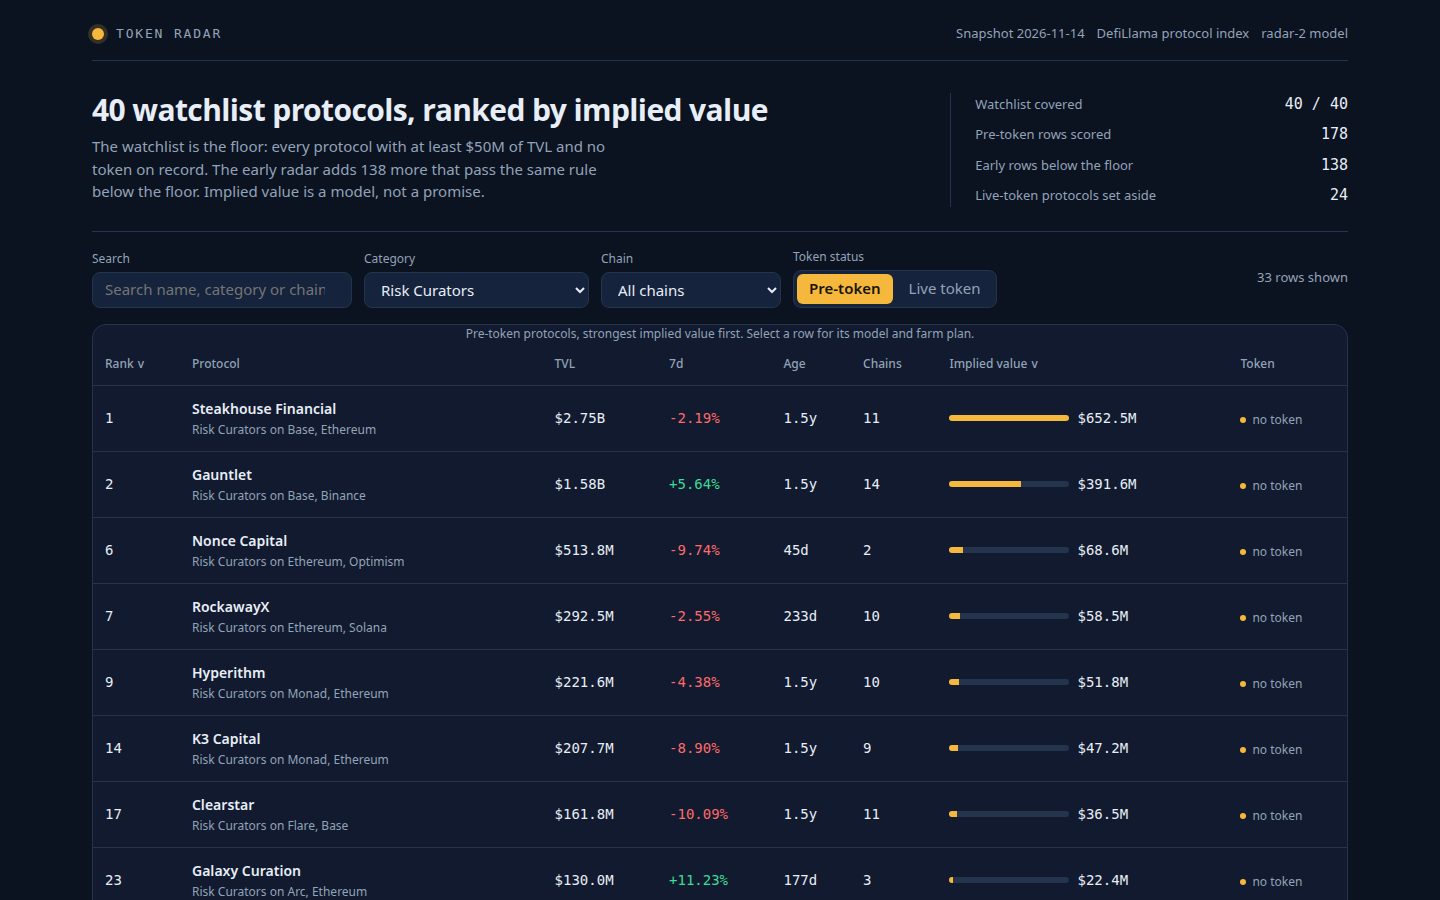 TOKEN RADAR
Snapshot 2026-11-14 DefiLlama protocol index radar-2 model
40 watchlist protocols, ranked by implied value
The watchlist is the floor: every protocol with at least $50M of TVL and no
token on record. The early radar adds 138 more that pass the same rule
below the floor. Implied value is a model, not a promise.
Watchlist covered 40 / 40
Pre-token rows scored 178
Early rows below the floor 138
Live-token protocols set aside 24
Search Category Chain Token status
Search name, category or chain Risk Curators All chains Pre-token Live token
33 rows shown
Pre-token protocols, strongest implied value first. Select a row for its model and farm plan.
Rank v Protocol TVL 7d Age Chains Implied value v Token
1 Steakhouse Financial $2.75B -2.19% 1.5y 11 $652.5M no token
Risk Curators on Base, Ethereum
2 Gauntlet $1.58B +5.64% 1.5y 14 $391.6M no token
Risk Curators on Base, Binance
6 Nonce Capital $513.8M -9.74% 45d 2 $68.6M no token
Risk Curators on Ethereum, Optimism
7 RockawayX $292.5M -2.55% 233d 10 $58.5M no token
Risk Curators on Ethereum, Solana
9 Hyperithm $221.6M -4.38% 1.5y 10 $51.8M no token
Risk Curators on Monad, Ethereum
14 K3 Capital $207.7M -8.90% 1.5y 9 $47.2M no token
Risk Curators on Monad, Ethereum
17 Clearstar $161.8M -10.09% 1.5y 11 $36.5M no token
Risk Curators on Flare, Base
23 Galaxy Curation $130.0M +11.23% 177d 3 $22.4M no token
Risk Curators on Arc, Ethereum